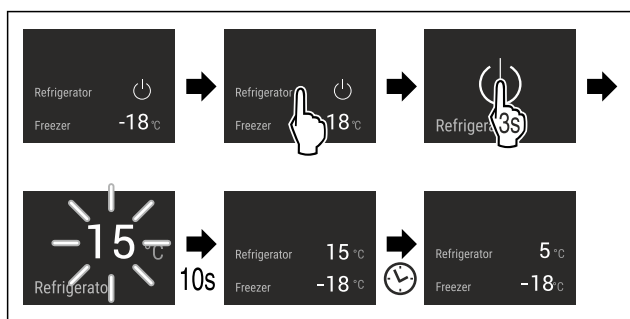 Refrigerator
Freezer -18 °C
Refrigerator
Freezer 18 °C
Refrigera 3s
15 °C
Refrigerato
10s
Refrigerator 15 °C
Freezer -18 °C
Refrigerator 5 °C
Freezer -18°C